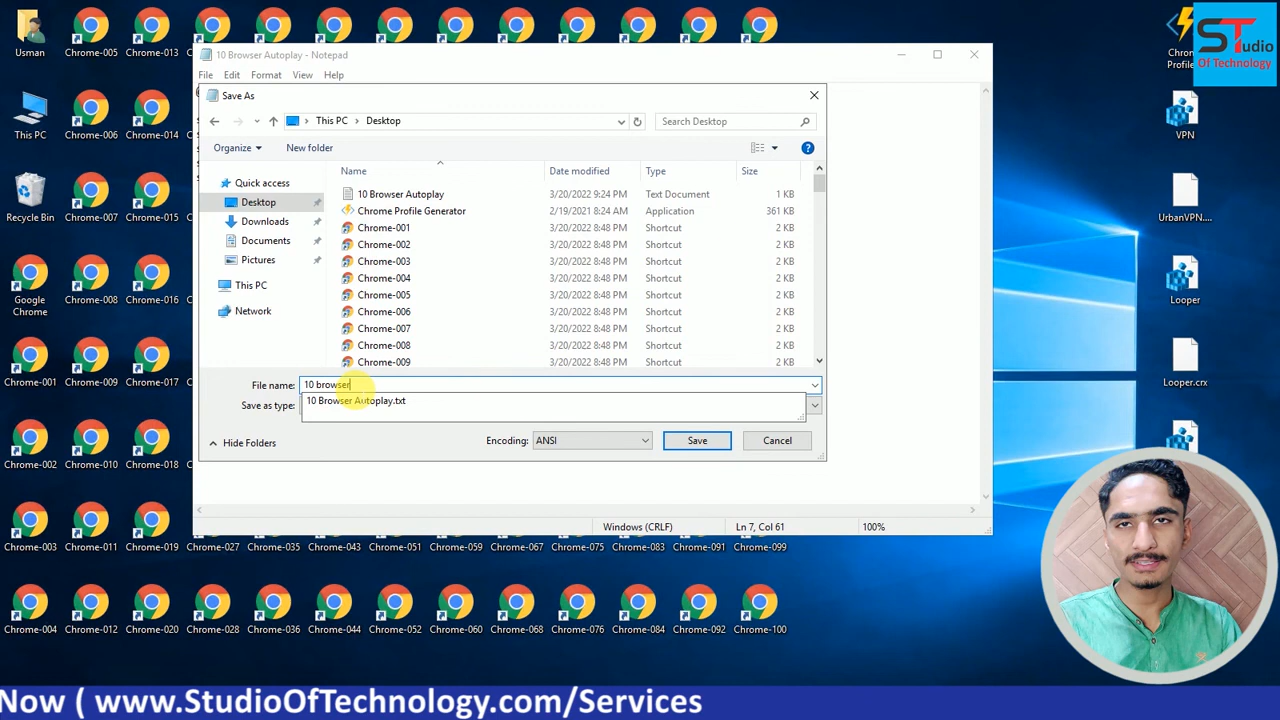 Usman
Chrome-005
Chrome-013
This PC
Chrome-006
Chrome-014
Recycle Bin
Chrome-007
Chrome-015
Google
Chrome
Chrome-008
Chrome-016
Chrome-001
Chrome-009
Chrome-017
Chrome-002
Chrome-010
Chrome-018
Chrome-003
Chrome-011
Chrome-019
Chrome-027
Chrome-035
Chrome-043
Chrome-051
Chrome-059
Chrome-067
Chrome-075
Chrome-083
Chrome-091
Chrome-099
Chrome-004
Chrome-012
Chrome-020
Chrome-028
Chrome-036
Chrome-044
Chrome-052
Chrome-060
Chrome-068
Chrome-076
Chrome-084
Chrome-092
Chrome-100
10 Browser Autoplay - Notepad
File Edit Format View Help
Save As
This PC > Desktop
Search Desktop
Organize
New folder
Name Date modified Type Size
Quick access
Desktop
Downloads
Documents
Pictures
This PC
Network
10 Browser Autoplay 3/20/2022 9:24 PM Text Document 1 KB
Chrome Profile Generator 2/19/2021 8:24 AM Application 361 KB
Chrome-001 3/20/2022 8:48 PM Shortcut 2 KB
Chrome-002 3/20/2022 8:48 PM Shortcut 2 KB
Chrome-003 3/20/2022 8:48 PM Shortcut 2 KB
Chrome-004 3/20/2022 8:48 PM Shortcut 2 KB
Chrome-005 3/20/2022 8:48 PM Shortcut 2 KB
Chrome-006 3/20/2022 8:48 PM Shortcut 2 KB
Chrome-007 3/20/2022 8:48 PM Shortcut 2 KB
Chrome-008 3/20/2022 8:48 PM Shortcut 2 KB
Chrome-009 3/20/2022 8:48 PM Shortcut 2 KB
File name: 10 browser
10 Browser Autoplay.txt
Save as type:
Hide Folders
Encoding: ANSI
Save
Cancel
Windows (CRLF) Ln 7, Col 61 100%
Chro
Profile
STudio
Of Technology
VPN
UrbanVPN....
Looper
Looper.crx
Now ( www.StudioOfTechnology.com/Services